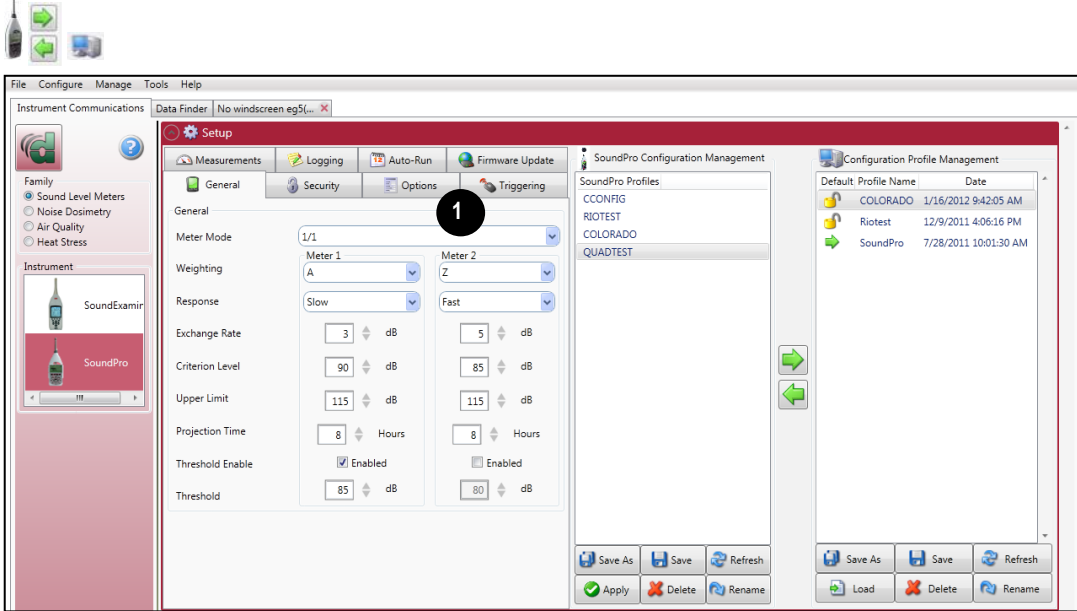 File Configure Manage Tools Help
Instrument Communications Data Finder No windscreen eg5(...
Setup
Family
Sound Level Meters
Noise Dosimetry
Air Quality
Heat Stress
Instrument
SoundExamin
SoundPro
Measurements Logging Auto-Run Firmware Update
General Security Options Triggering
1
General
Meter Mode 1/1
Meter 1 Meter 2
Weighting A Z
Response Slow Fast
Exchange Rate 3 dB 5 dB
Criterion Level 90 dB 85 dB
Upper Limit 115 dB 115 dB
Projection Time 8 Hours 8 Hours
Threshold Enable Enabled Enabled
Threshold 85 dB 80 dB
SoundPro Configuration Management
SoundPro Profiles
CCONFIG
RIOTEST
COLORADO
QUADTEST
Save As Save Refresh
Apply Delete Rename
Configuration Profile Management
Default Profile Name Date
COLORADO 1/16/2012 9:42:05 AM
Riotest 12/9/2011 4:06:16 PM
SoundPro 7/28/2011 10:01:30 AM
Save As Save Refresh
Load Delete Rename